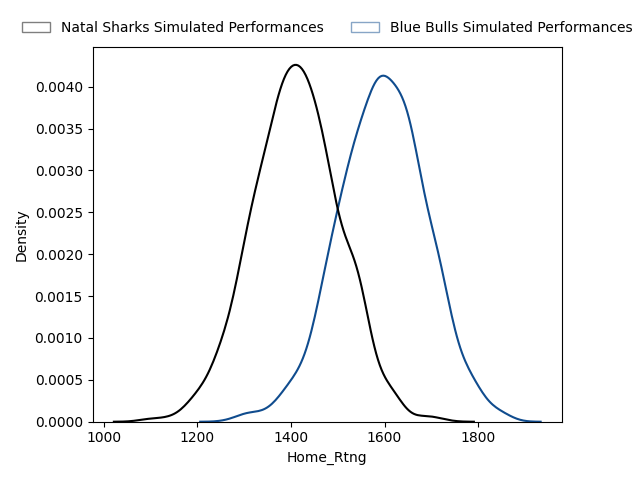 Natal Sharks Simulated Performances
Blue Bulls Simulated Performances
Density
0.0040
0.0035
0.0030
0.0025
0.0020
0.0015
0.0010
0.0005
0.0000
1000 1200 1400 1600 1800
Home_Rtng